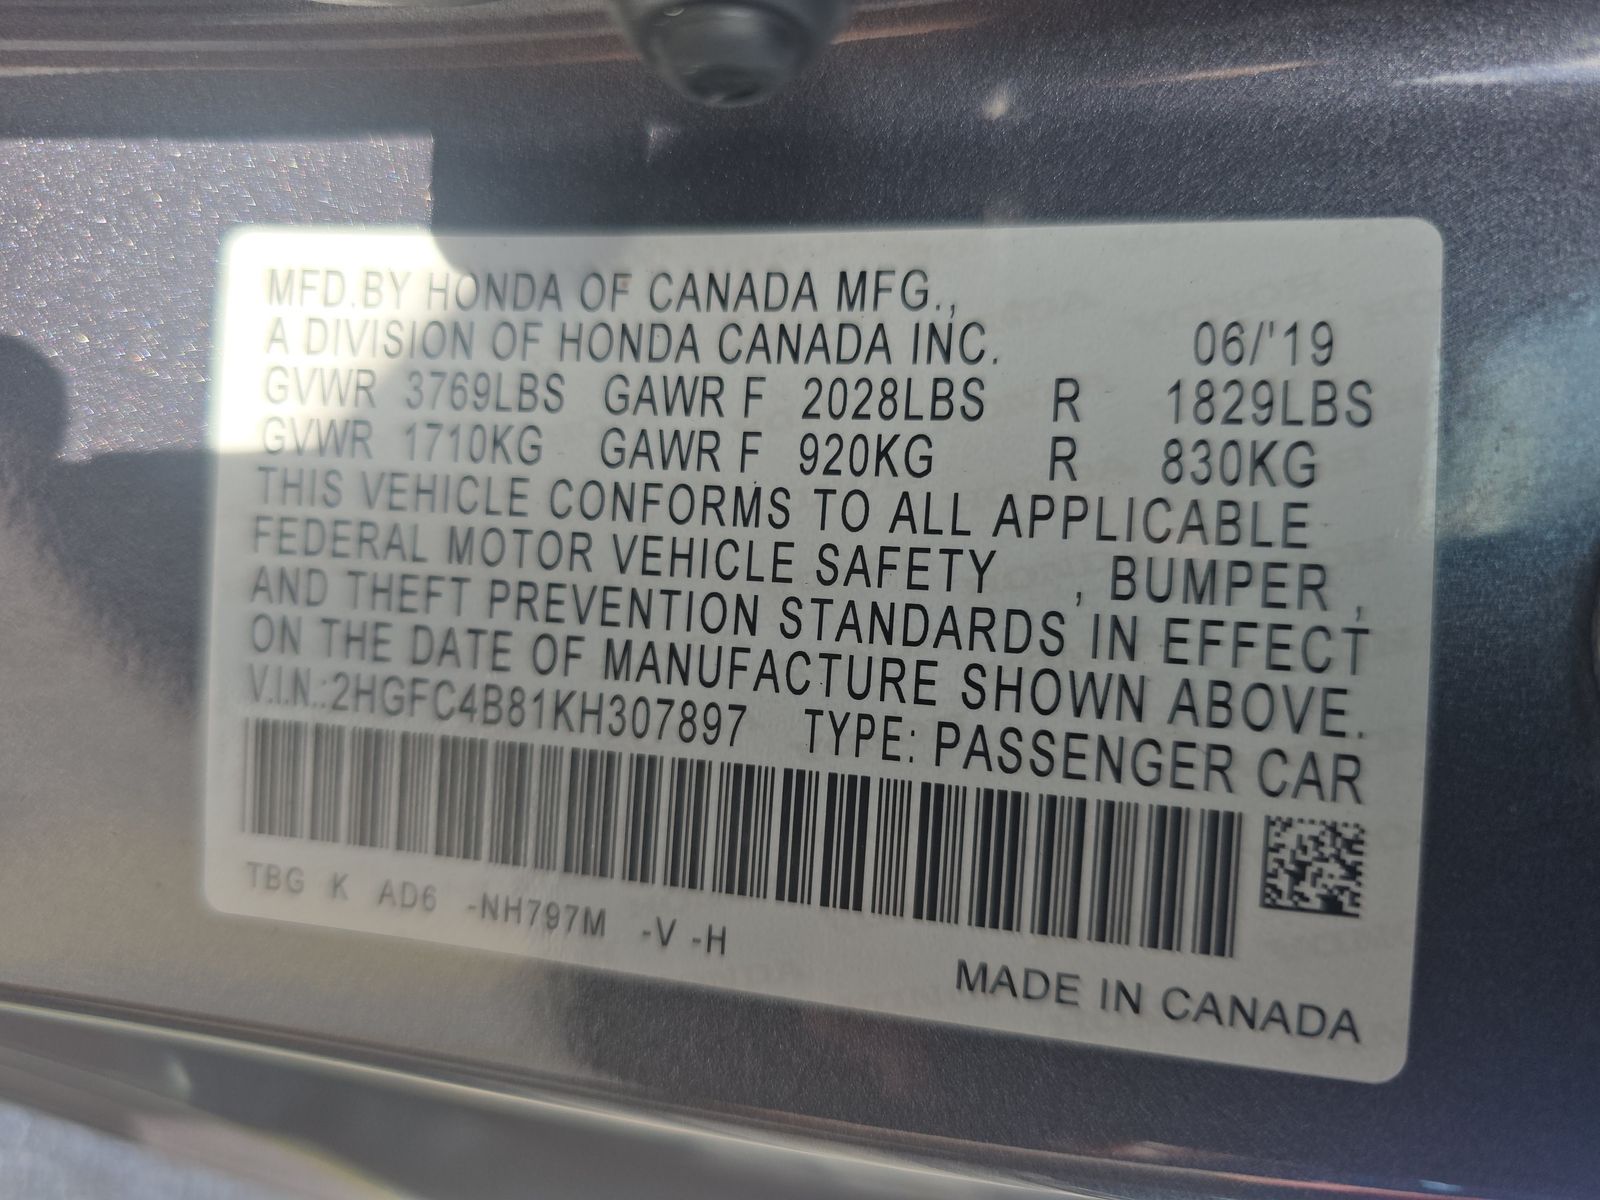 MFD.BY HONDA OF CANADA MFG.,
A DIVISION OF HONDA CANADA INC. 06/'19
GVWR 3769LBS GAWR F 2028LBS R 1829LBS
GVWR 1710KG GAWR F 920KG R 830KG
THIS VEHICLE CONFORMS TO ALL APPLICABLE
FEDERAL MOTOR VEHICLE SAFETY , BUMPER ,
AND THEFT PREVENTION STANDARDS IN EFFECT
ON THE DATE OF MANUFACTURE SHOWN ABOVE.
V.I.N.:2HGFC4B81KH307897 TYPE: PASSENGER CAR
TBG K AD6 -NH797M -V -H
MADE IN CANADA